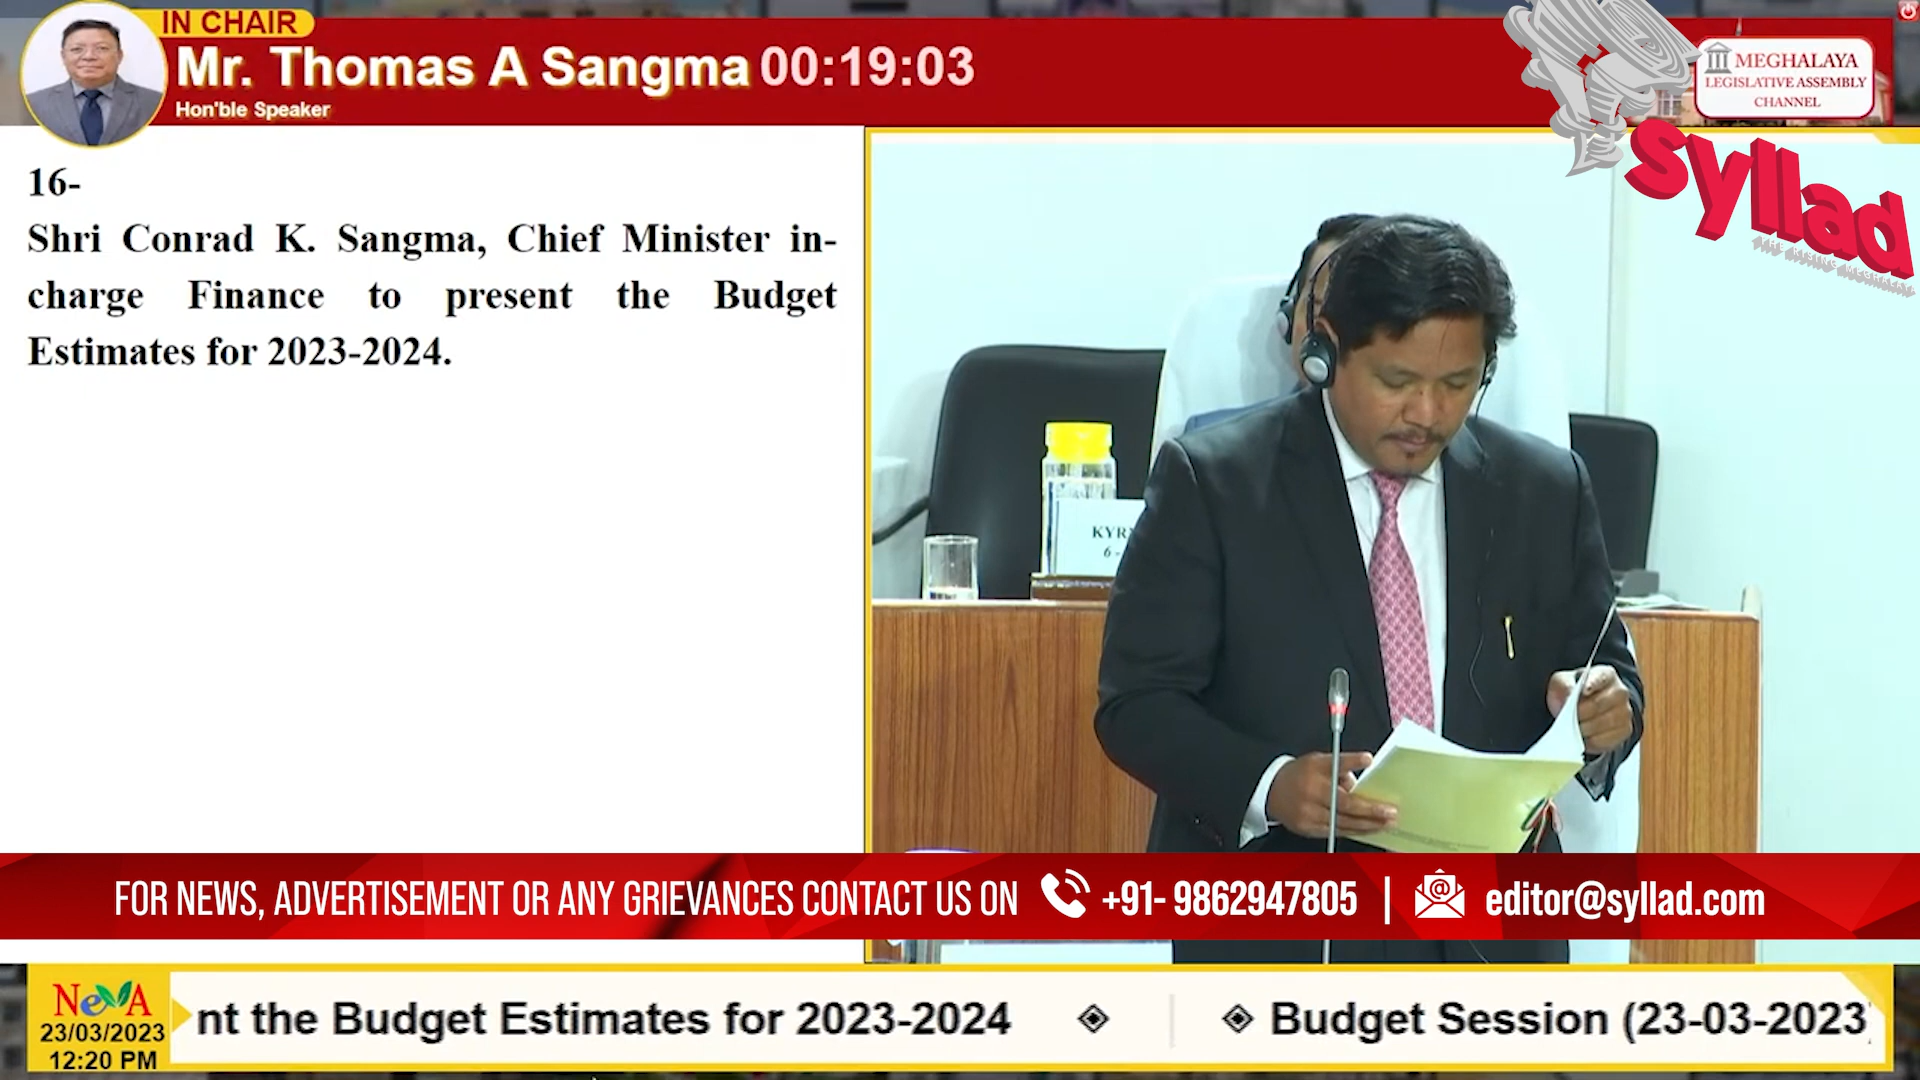 IN CHAIR
Mr. Thomas A Sangma 00:19:03
Hon'ble Speaker
MEGHALAYA
LEGISLATIVE ASSEMBLY
CHANNEL
Syllad
16-
Shri Conrad K. Sangma, Chief Minister in-
charge Finance to present the Budget
Estimates for 2023-2024.
6-
FOR NEWS, ADVERTISEMENT OR ANY GRIEVANCES CONTACT US ON +91- 9862947805 | editor@syllad.com
NeVA
23/03/2023
12:20 PM
nt the Budget Estimates for 2023-2024 Budget Session (23-03-2023